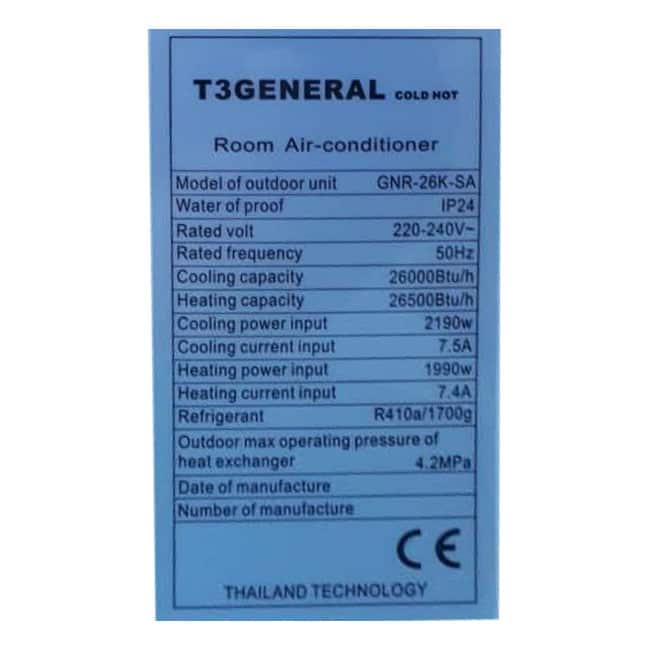 T3GENERAL COLD HOT
Room Air-conditioner
Model of outdoor unit GNR-26K-SA
Water of proof IP24
Rated volt 220-240V~
Rated frequency 50Hz
Cooling capacity 26000Btu/h
Heating capacity 26500Btu/h
Cooling power input 2190w
Cooling current input 7.5A
Heating power input 1990w
Heating current input 7.4A
Refrigerant R410a/1700g
Outdoor max operating pressure of
heat exchanger 4.2MPa
Date of manufacture
Number of manufacture
CE
THAILAND TECHNOLOGY